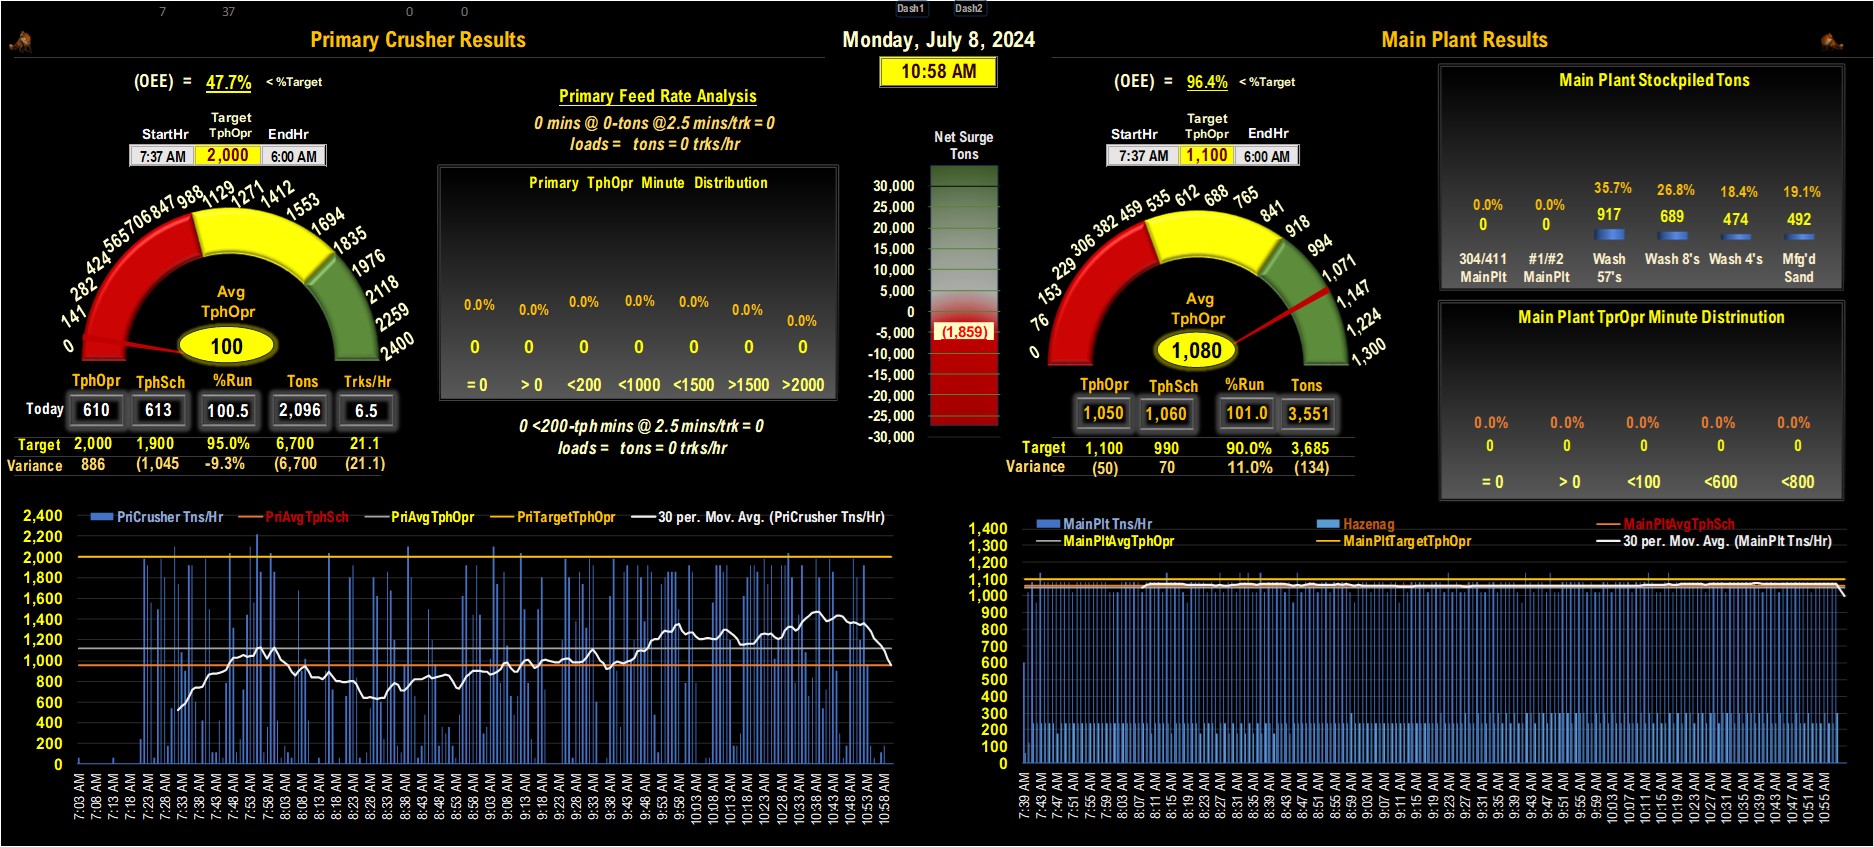 7 37 0 0 Dash1 Dash2
Primary Crusher Results
Monday, July 8, 2024
Main Plant Results
10:58 AM
(OEE) = 47.7% < %Target
Target
StartHr TphOpr EndHr
7:37 AM 2,000 6:00 AM
0 141 282 424 565 706 847 988 1129 1271 1412 1553 1694 1835 1976 2118 2259 2400
Avg
TphOpr
100
TphOpr TphSch %Run Tons Trks/Hr
Today 610 613 100.5 2,096 6.5
Target 2,000 1,900 95.0% 6,700 21.1
Variance 886 (1,045 -9.3% (6,700 (21.1)
Primary Feed Rate Analysis
0 mins @ 0-tons @2.5 mins/trk = 0
loads = tons = 0 trks/hr
Primary TphOpr Minute Distribution
0.0% 0.0% 0.0% 0.0% 0.0% 0.0% 0.0%
0 0 0 0 0 0 0
= 0 > 0 <200 <1000 <1500 >1500 >2000
0 <200-tph mins @ 2.5 mins/trk = 0
loads = tons = 0 trks/hr
Net Surge
Tons
30,000
25,000
20,000
15,000
10,000
5,000
0
-5,000
(1,859)
-10,000
-15,000
-20,000
-25,000
-30,000
(OEE) = 96.4% < %Target
Target
StartHr TphOpr EndHr
7:37 AM 1,100 6:00 AM
0 76 153 229 306 382 459 535 612 688 765 841 918 994 1,071 1,147 1,224 1,300
Avg
TphOpr
1,080
TphOpr TphSch %Run Tons
1,050 1,060 101.0 3,551
Target 1,100 990 90.0% 3,685
Variance (50) 70 11.0% (134)
Main Plant Stockpiled Tons
0.0% 0.0% 35.7% 26.8% 18.4% 19.1%
0 0 917 689 474 492
304/411 #1/#2 Wash Wash 8's Wash 4's Mfg'd
MainPlt MainPlt 57's Sand
Main Plant TprOpr Minute Distrinution
0.0% 0.0% 0.0% 0.0% 0.0%
0 0 0 0 0
= 0 > 0 <100 <600 <800
PriCrusher Tns/Hr PriAvgTphSch PriAvgTphOpr PriTargetTphOpr 30 per. Mov. Avg. (PriCrusher Tns/Hr)
2,400
2,200
2,000
1,800
1,600
1,400
1,200
1,000
800
600
400
200
0
7:03 AM 7:08 AM 7:13 AM 7:18 AM 7:23 AM 7:28 AM 7:33 AM 7:38 AM 7:43 AM 7:48 AM 7:53 AM 7:58 AM 8:03 AM 8:08 AM 8:13 AM 8:18 AM 8:23 AM 8:28 AM 8:33 AM 8:38 AM 8:43 AM 8:48 AM 8:53 AM 8:58 AM 9:03 AM 9:08 AM 9:13 AM 9:18 AM 9:23 AM 9:28 AM 9:33 AM 9:38 AM 9:43 AM 9:48 AM 9:53 AM 9:58 AM 10:03 AM 10:08 AM 10:13 AM 10:18 AM 10:23 AM 10:28 AM 10:33 AM 10:38 AM 10:43 AM 10:48 AM 10:53 AM 10:58 AM
MainPlt Tns/Hr Hazenag MainPltAvgTphSch
MainPltAvgTphOpr MainPltTargetTphOpr 30 per. Mov. Avg. (MainPlt Tns/Hr)
1,400
1,300
1,200
1,100
1,000
900
800
700
600
500
400
300
200
100
0
7:39 AM 7:43 AM 7:47 AM 7:51 AM 7:55 AM 7:59 AM 8:03 AM 8:07 AM 8:11 AM 8:15 AM 8:19 AM 8:23 AM 8:27 AM 8:31 AM 8:35 AM 8:39 AM 8:43 AM 8:47 AM 8:51 AM 8:55 AM 8:59 AM 9:03 AM 9:07 AM 9:11 AM 9:15 AM 9:19 AM 9:23 AM 9:27 AM 9:31 AM 9:35 AM 9:39 AM 9:43 AM 9:47 AM 9:51 AM 9:55 AM 9:59 AM 10:03 AM 10:07 AM 10:11 AM 10:15 AM 10:19 AM 10:23 AM 10:27 AM 10:31 AM 10:35 AM 10:39 AM 10:43 AM 10:47 AM 10:51 AM 10:55 AM